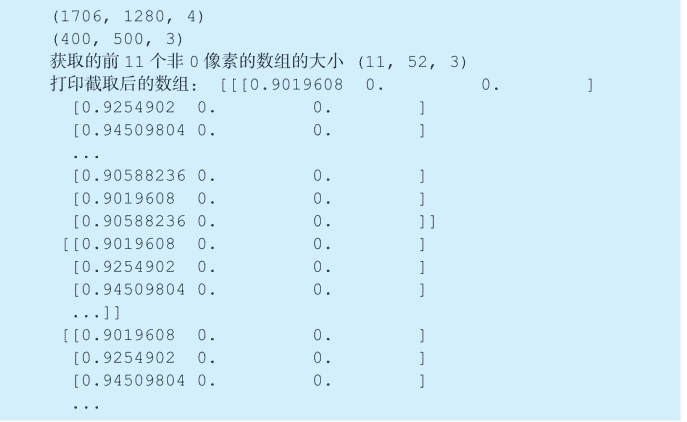 (1706, 1280, 4)
(400, 500, 3)
获取的前 11 个非 0 像素的数组的大小 (11, 52, 3)
打印截取后的数组: [[[0.9019608  0.         0.        ]
  [0.9254902  0.         0.        ]
  [0.94509804 0.         0.        ]
  ...
  [0.90588236 0.         0.        ]
  [0.9019608  0.         0.        ]
  [0.90588236 0.         0.        ]]
 [[0.9019608  0.         0.        ]
  [0.9254902  0.         0.        ]
  [0.94509804 0.         0.        ]
  ...]]
 [[0.9019608  0.         0.        ]
  [0.9254902  0.         0.        ]
  [0.94509804 0.         0.        ]
  ...